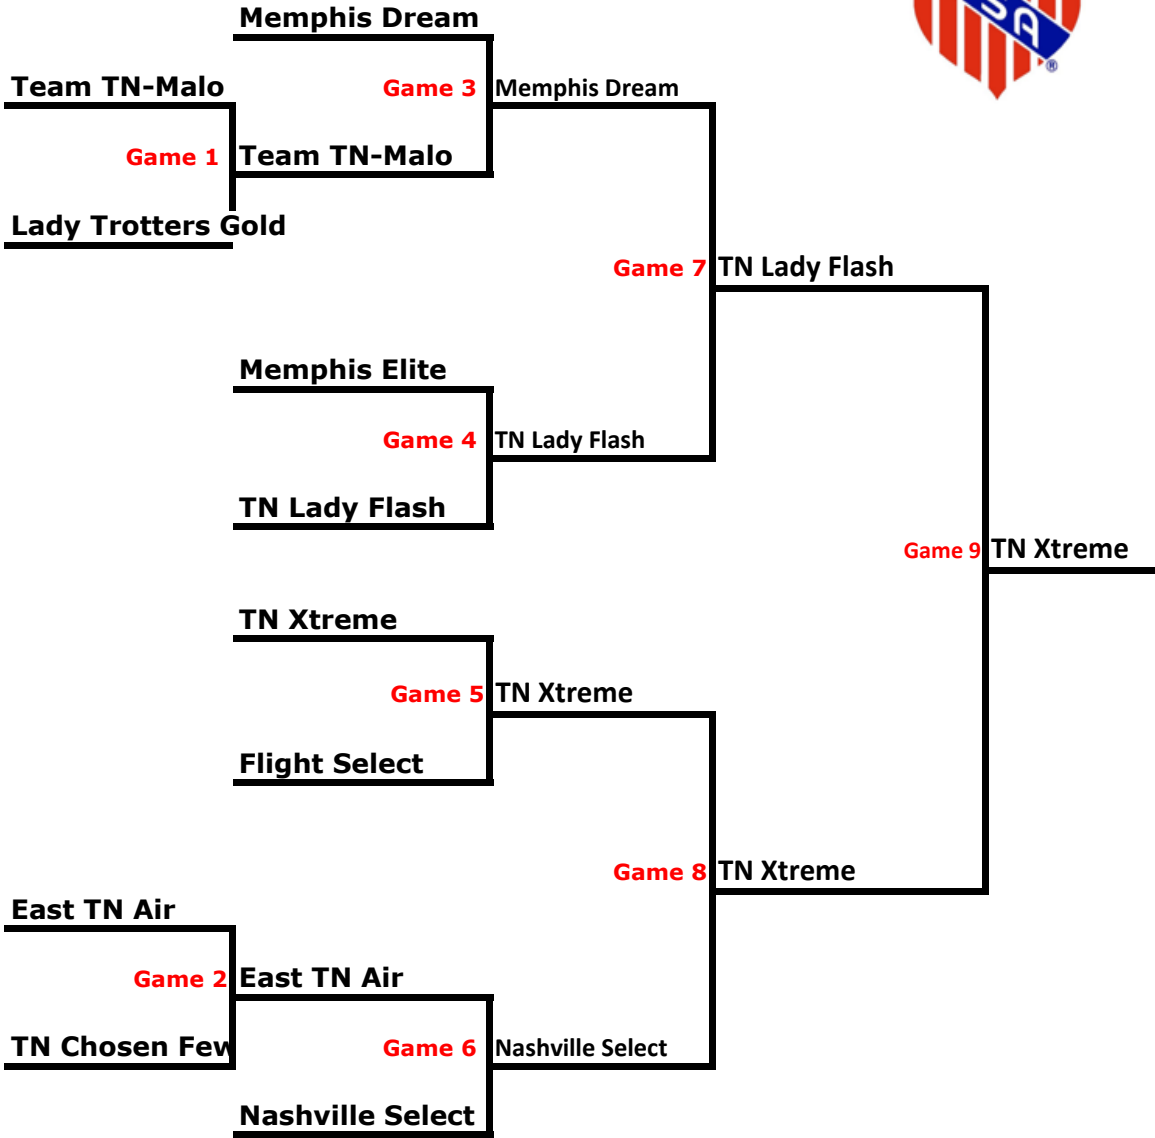 Memphis Dream
SA
®
Team TN-Malo
Game 3
Memphis Dream
Game 1
Team TN-Malo
Lady Trotters Gold
Game 7
TN Lady Flash
Memphis Elite
Game 4
TN Lady Flash
TN Lady Flash
Game 9
TN Xtreme
TN Xtreme
Game 5
TN Xtreme
Flight Select
Game 8
TN Xtreme
East TN Air
Game 2
East TN Air
TN Chosen Few
Game 6
Nashville Select
Nashville Select